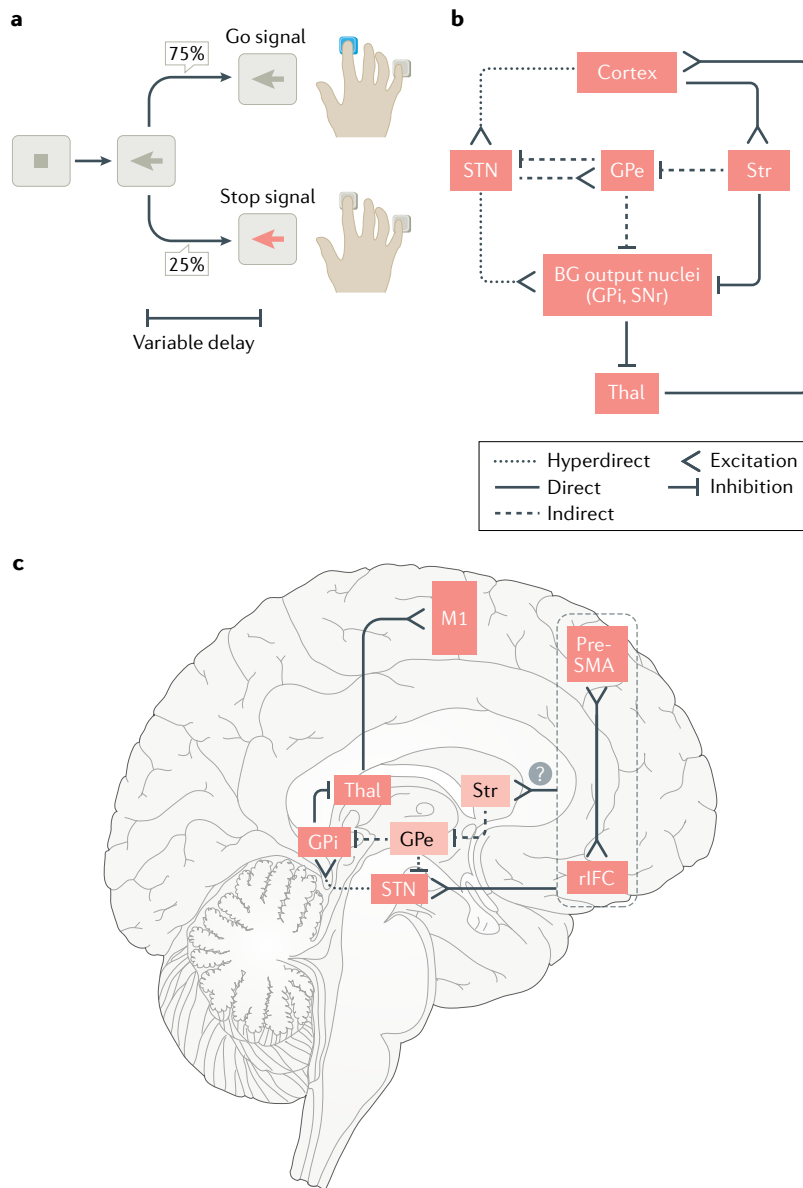 a
Go signal
75%
Stop signal
25%
Variable delay
b
Cortex
STN
GPe
Str
BG output nuclei
(GPi, SNr)
Thal
Hyperdirect
Direct
Indirect
Excitation
Inhibition
c
M1
Pre-
SMA
?
Thal
Str
GPi
GPe
STN
rIFC